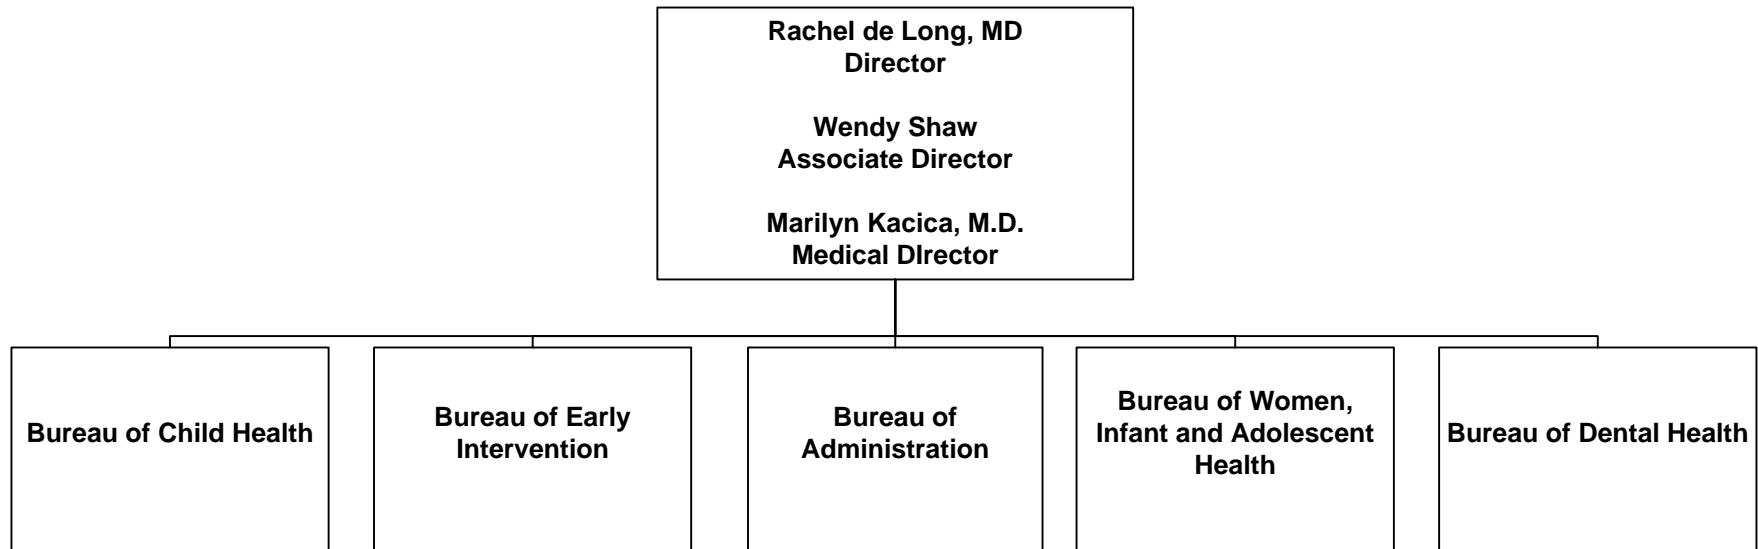 Rachel de Long, MD
Director
Wendy Shaw
Associate Director
Marilyn Kacica, M.D.
Medical DIrector
Bureau of Child Health
Bureau of Early
Intervention
Bureau of
Administration
Bureau of Women,
Infant and Adolescent
Health
Bureau of Dental Health